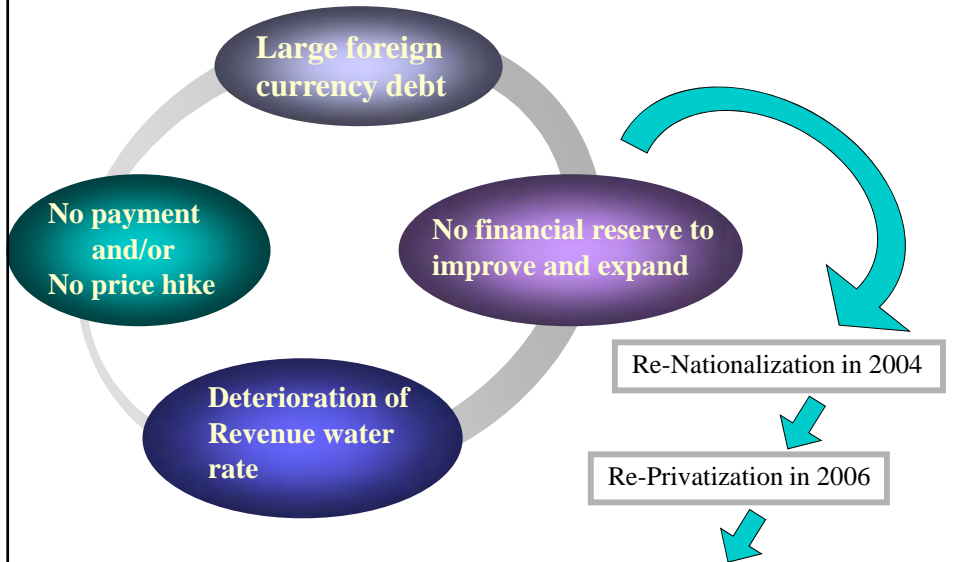 Large foreign
currency debt
No payment
and/or
No price hike
No financial reserve to
improve and expand
Deterioration of
Revenue water
rate
Re-Nationalization in 2004
Re-Privatization in 2006